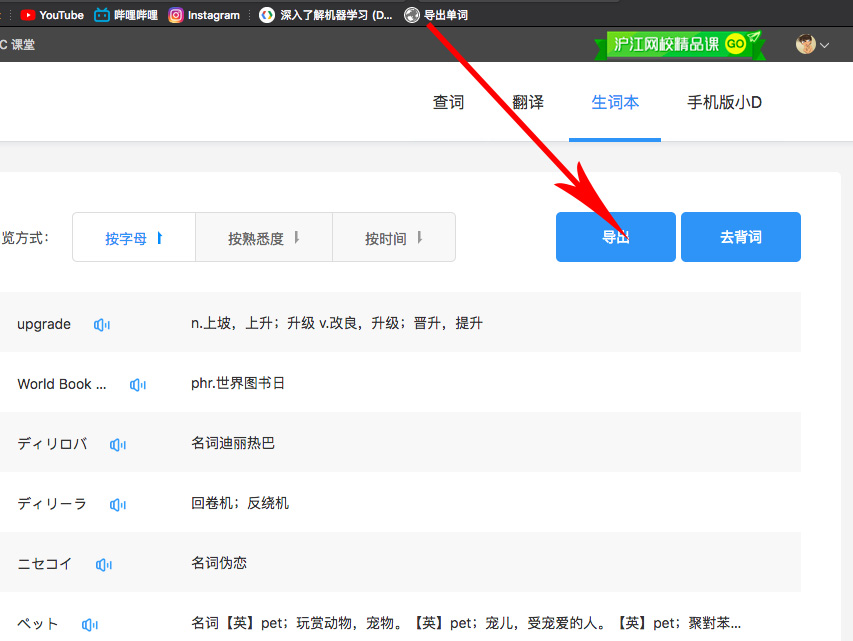 YouTube 哔哩哔哩 Instagram 深入了解机器学习 (D... 导出单词
C 课堂 沪江网校精品课 GO
查词 翻译 生词本 手机版小D
览方式： 按字母 按熟悉度 按时间 导出 去背词
upgrade n.上坡，上升；升级 v.改良，升级；晋升，提升
World Book ... phr.世界图书日
ディリロバ 名词迪丽热巴
ディリーラ 回卷机；反绕机
ニセコイ 名词伪恋
ペット 名词【英】pet；玩赏动物，宠物。【英】pet；宠儿，受宠爱的人。【英】pet；聚對苯...